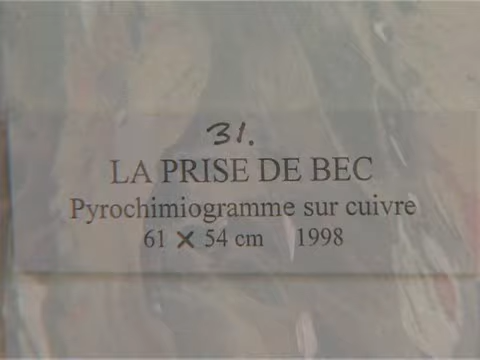 31.
LA PRISE DE BEC
Pyrochimiogramme sur cuivre
61 × 54 cm 1998